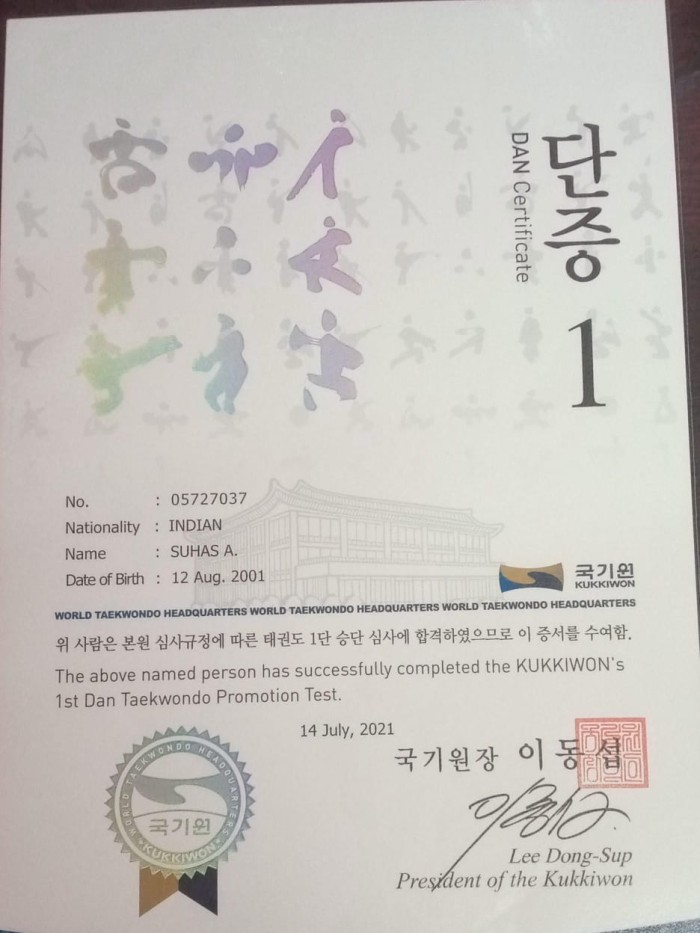 단증
DAN Certificate
1
No. : 05727037
Nationality : INDIAN
Name : SUHAS A.
Date of Birth : 12 Aug. 2001
국기원
KUKKIWON
WORLD TAEKWONDO HEADQUARTERS WORLD TAEKWONDO HEADQUARTERS WORLD TAEKWONDO HEADQUARTERS
위 사람은 본원 심사규정에 따른 태권도 1단 승단 심사에 합격하였으므로 이 증서를 수여함.
The above named person has successfully completed the KUKKIWON's
1st Dan Taekwondo Promotion Test.
14 July, 2021
국기원장 이동섭
Lee Dong-Sup
President of the Kukkiwon
WORLD TAEKWONDO HEADQUARTERS
국기원
KUKKIWON